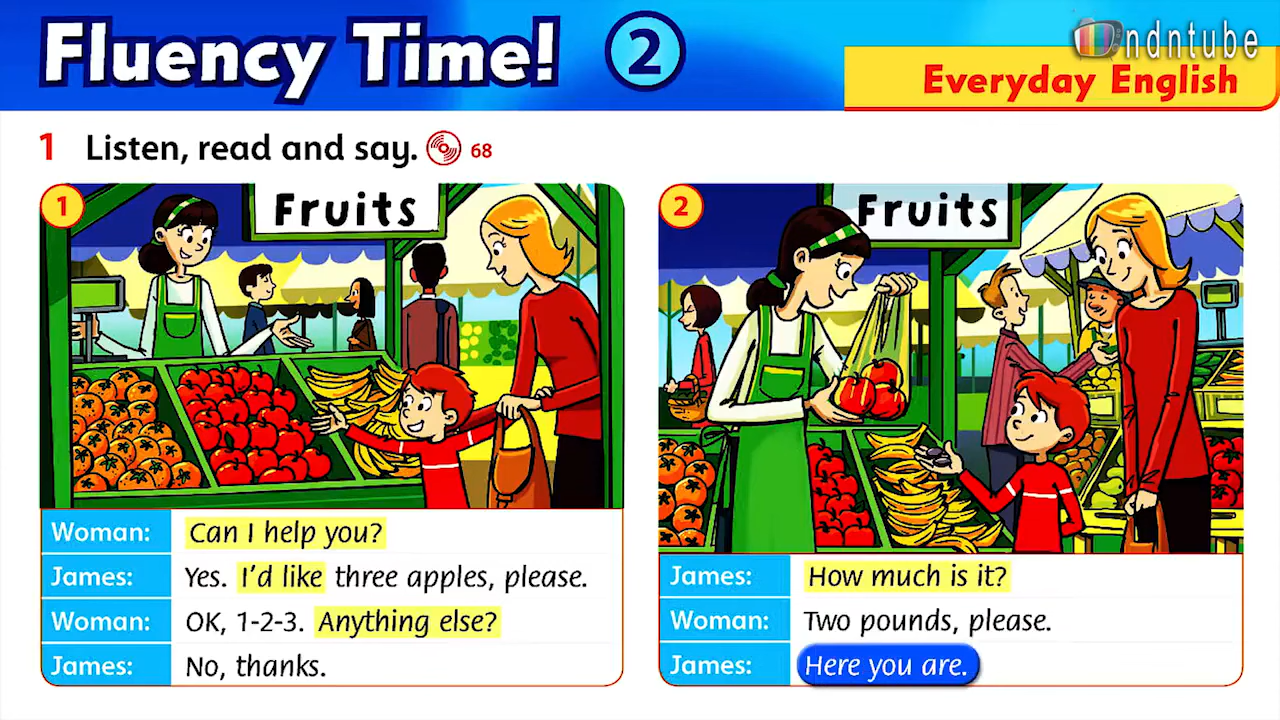 Fluency Time! 2
ndntube
Everyday English
1 Listen, read and say. 68
1
Fruits
Woman: Can I help you?
James: Yes. I'd like three apples, please.
Woman: OK, 1-2-3. Anything else?
James: No, thanks.
2
Fruits
James: How much is it?
Woman: Two pounds, please.
James: Here you are.